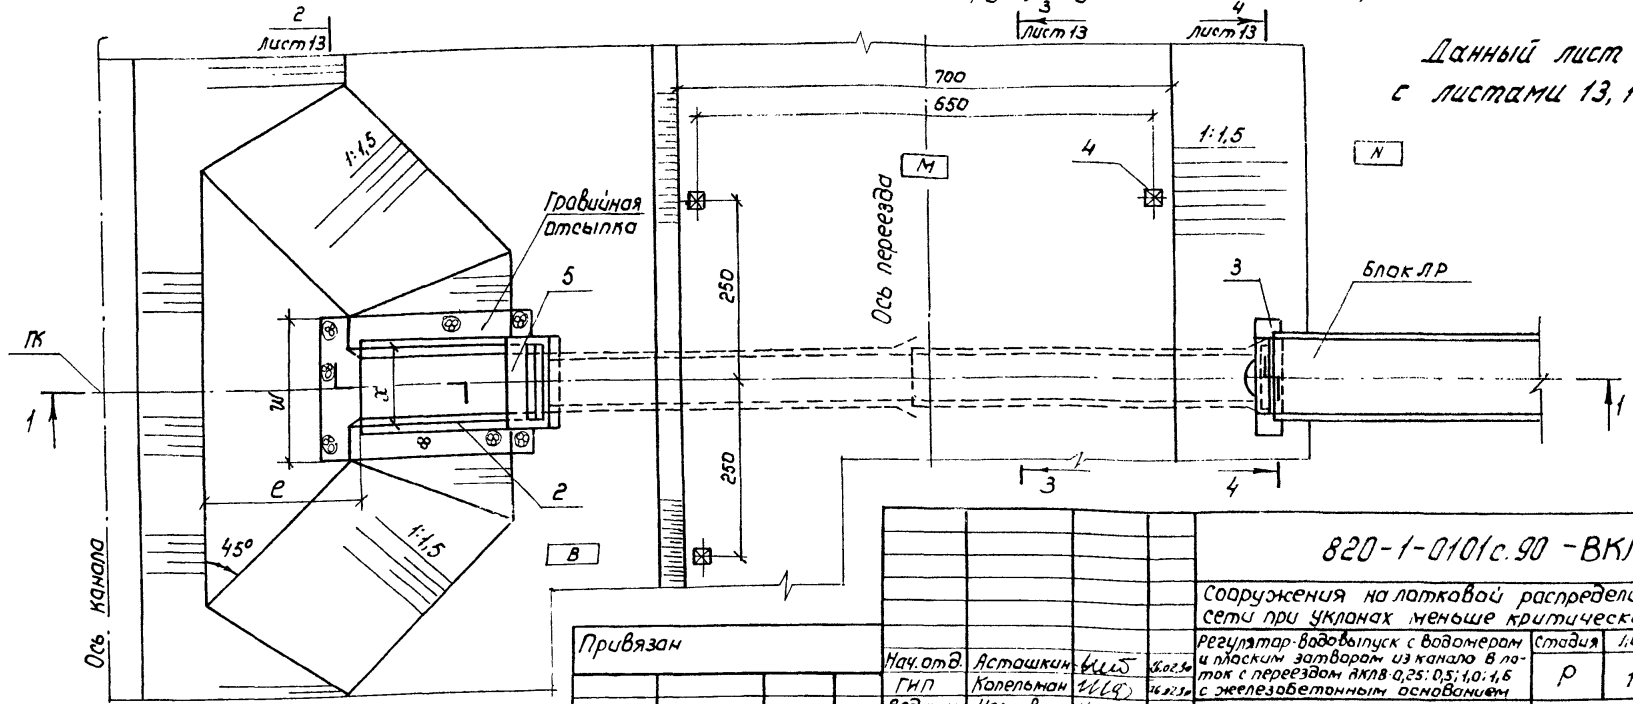 2
лист 13
3
лист 13
4
лист 13
Данный лист
с листами 13, 1
700
650
1:1,5
1:1,5
4
М
N
Гравийная
отсыпка
5
Ось переезда
250
3
Блок ЛР
ПК
1
w
x
1
250
е
2
3
4
45°
1:1,5
В
Ось канала
820-1-0101с.90 -ВКЛ
Сооружения на лотковой распредели
сети при уклонах меньше критическ
Привязан
Регулятор-водовыпуск с водомером
и плоским затвором из канала в ло-
ток с переездом РКЛВ-0,25; 0,5; 1,0; 1,6
с железобетонным основанием
Стадия
Р
1
Нач. отд. Асташкин
ГИП Копельман